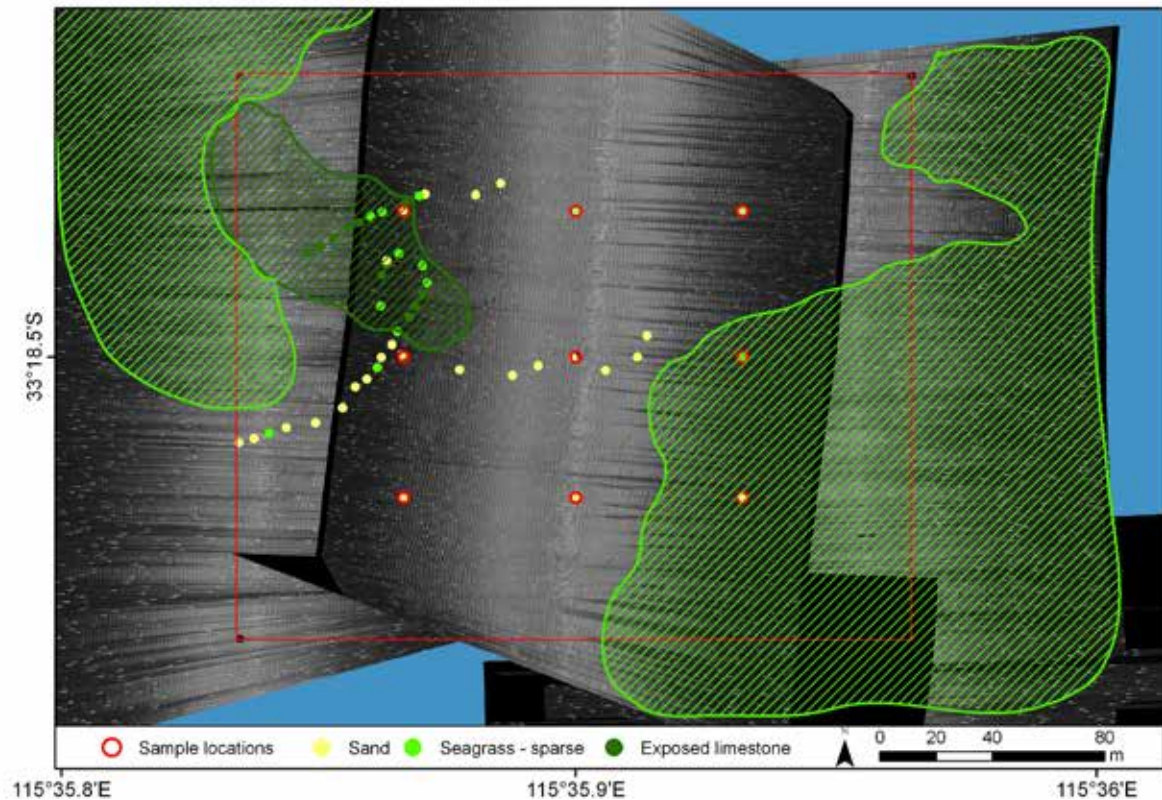 33°18.5'S
Sample locations
Sand
Seagrass - sparse
Exposed limestone
0 20 40 80
m
115°35.8'E
115°35.9'E
115°36'E